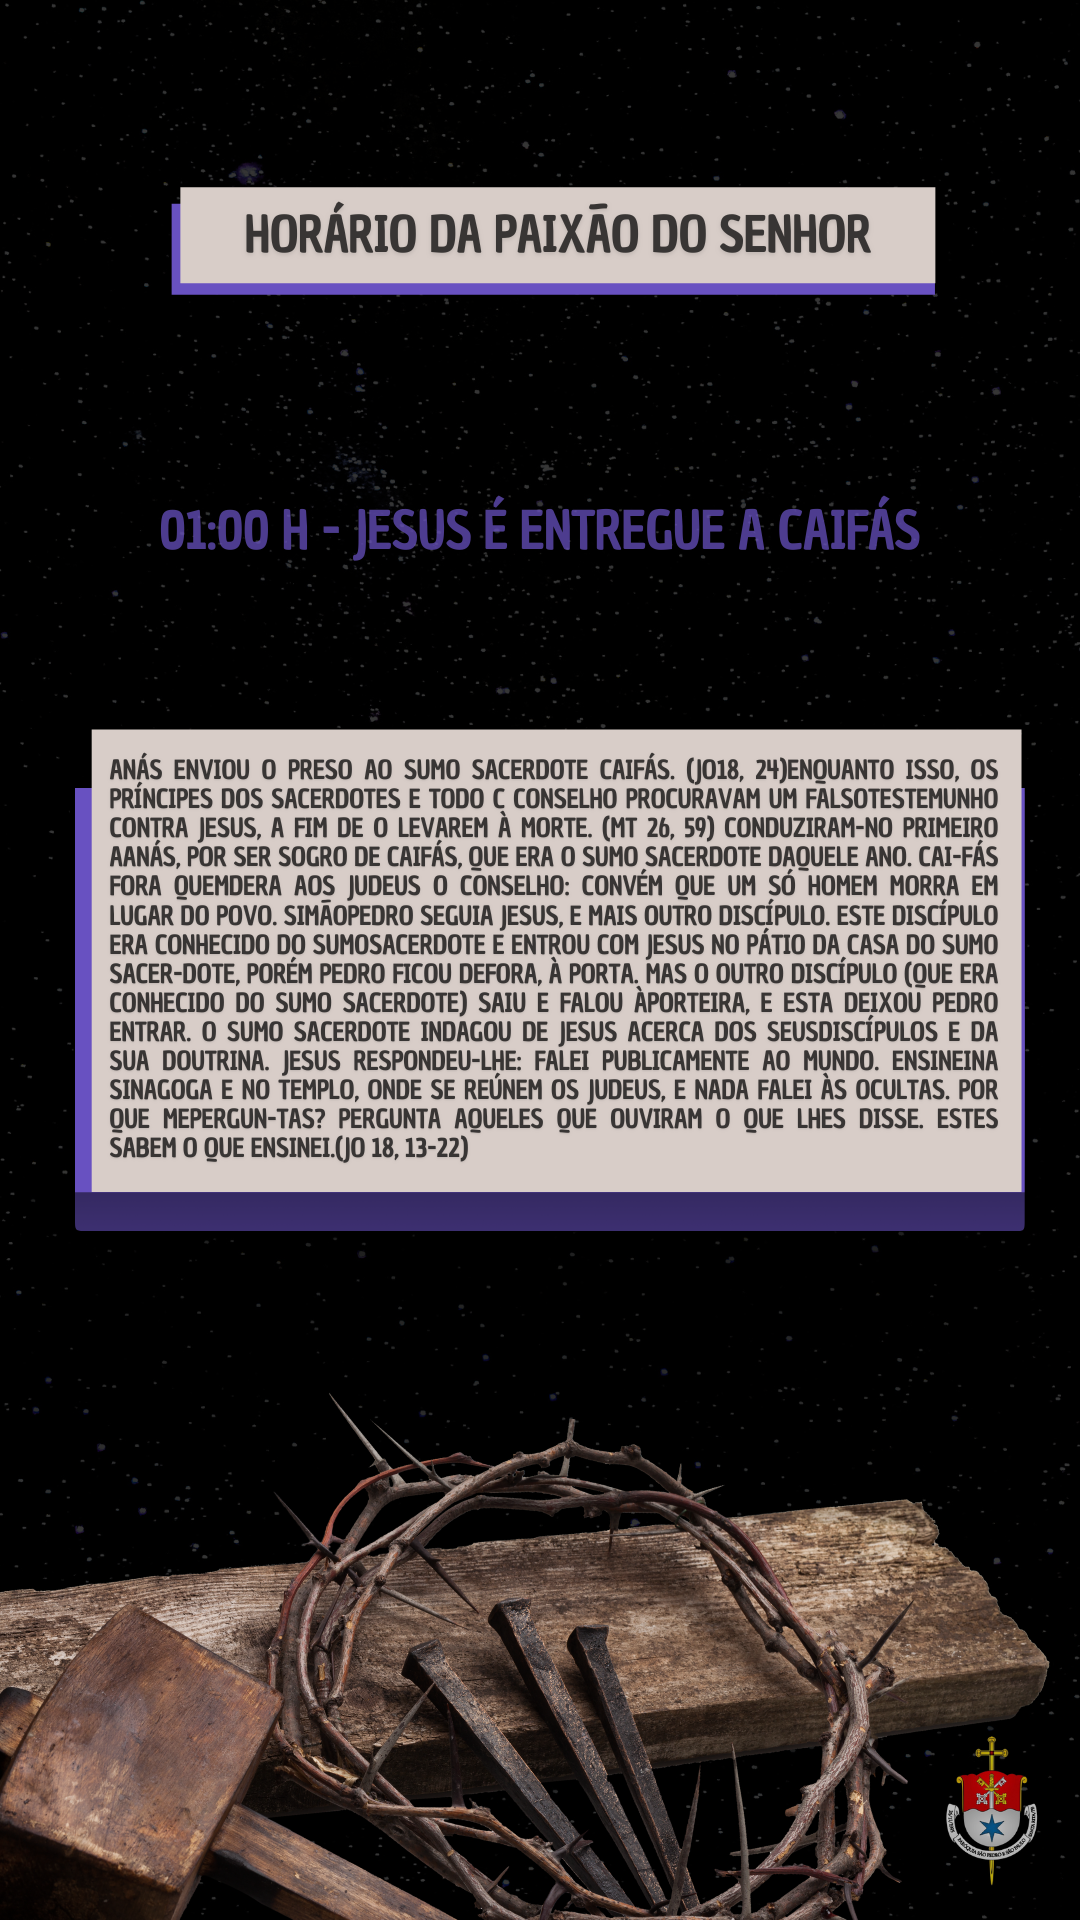 HORÁRIO DA PAIXÃO DO SENHOR
01:00 H - JESUS É ENTREGUE A CAIFÁS
ANÁS ENVIOU O PRESO AO SUMO SACERDOTE CAIFÁS. (JO18, 24)ENQUANTO ISSO, OS
PRÍNCIPES DOS SACERDOTES E TODO C CONSELHO PROCURAVAM UM FALSOTESTEMUNHO
CONTRA JESUS, A FIM DE O LEVAREM À MORTE. (MT 26, 59) CONDUZIRAM-NO PRIMEIRO
AANÁS, POR SER SOGRO DE CAIFÁS, QUE ERA O SUMO SACERDOTE DAQUELE ANO. CAI-FÁS
FORA QUEMDERA AOS JUDEUS O CONSELHO: CONVÉM QUE UM SÓ HOMEM MORRA EM
LUGAR DO POVO. SIMÃOPEDRO SEGUIA JESUS, E MAIS OUTRO DISCÍPULO. ESTE DISCÍPULO
ERA CONHECIDO DO SUMOSACERDOTE E ENTROU COM JESUS NO PÁTIO DA CASA DO SUMO
SACER-DOTE, PORÉM PEDRO FICOU DEFORA, À PORTA. MAS O OUTRO DISCÍPULO (QUE ERA
CONHECIDO DO SUMO SACERDOTE) SAIU E FALOU ÀPORTEIRA, E ESTA DEIXOU PEDRO
ENTRAR. O SUMO SACERDOTE INDAGOU DE JESUS ACERCA DOS SEUSDISCÍPULOS E DA
SUA DOUTRINA. JESUS RESPONDEU-LHE: FALEI PUBLICAMENTE AO MUNDO. ENSINEINA
SINAGOGA E NO TEMPLO, ONDE SE REÚNEM OS JUDEUS, E NADA FALEI ÀS OCULTAS. POR
QUE MEPERGUN-TAS? PERGUNTA AQUELES QUE OUVIRAM O QUE LHES DISSE. ESTES
SABEM O QUE ENSINEI.(JO 18, 13-22)
PARÓQUIA SÃO PEDRO E SÃO PAULO